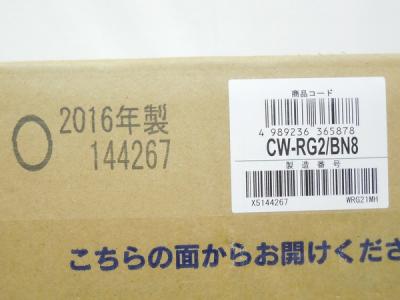 2016年製
144267
商品コード
4 989236 365878
CW-RG2/BN8
製造番号
X5144267 WRG21MH
こちらの面からお開けくださ